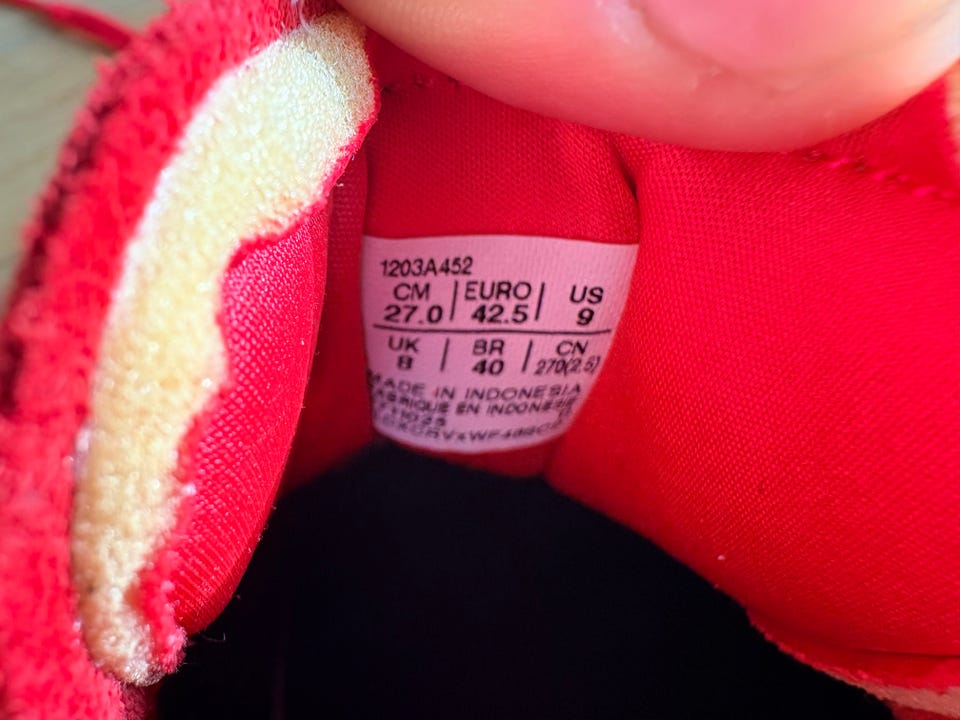 1203A452
CM | EURO | US
27.0 | 42.5 | 9
UK | BR | CN
8 | 40 | 270(2.5)
MADE IN INDONESIA
FABRIQUE EN INDONESIE